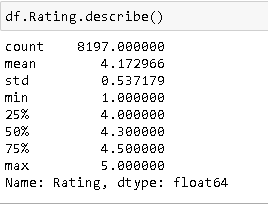 df.Rating.describe()
count    8197.000000
mean        4.172966
std         0.537179
min         1.000000
25%         4.000000
50%         4.300000
75%         4.500000
max         5.000000
Name: Rating, dtype: float64